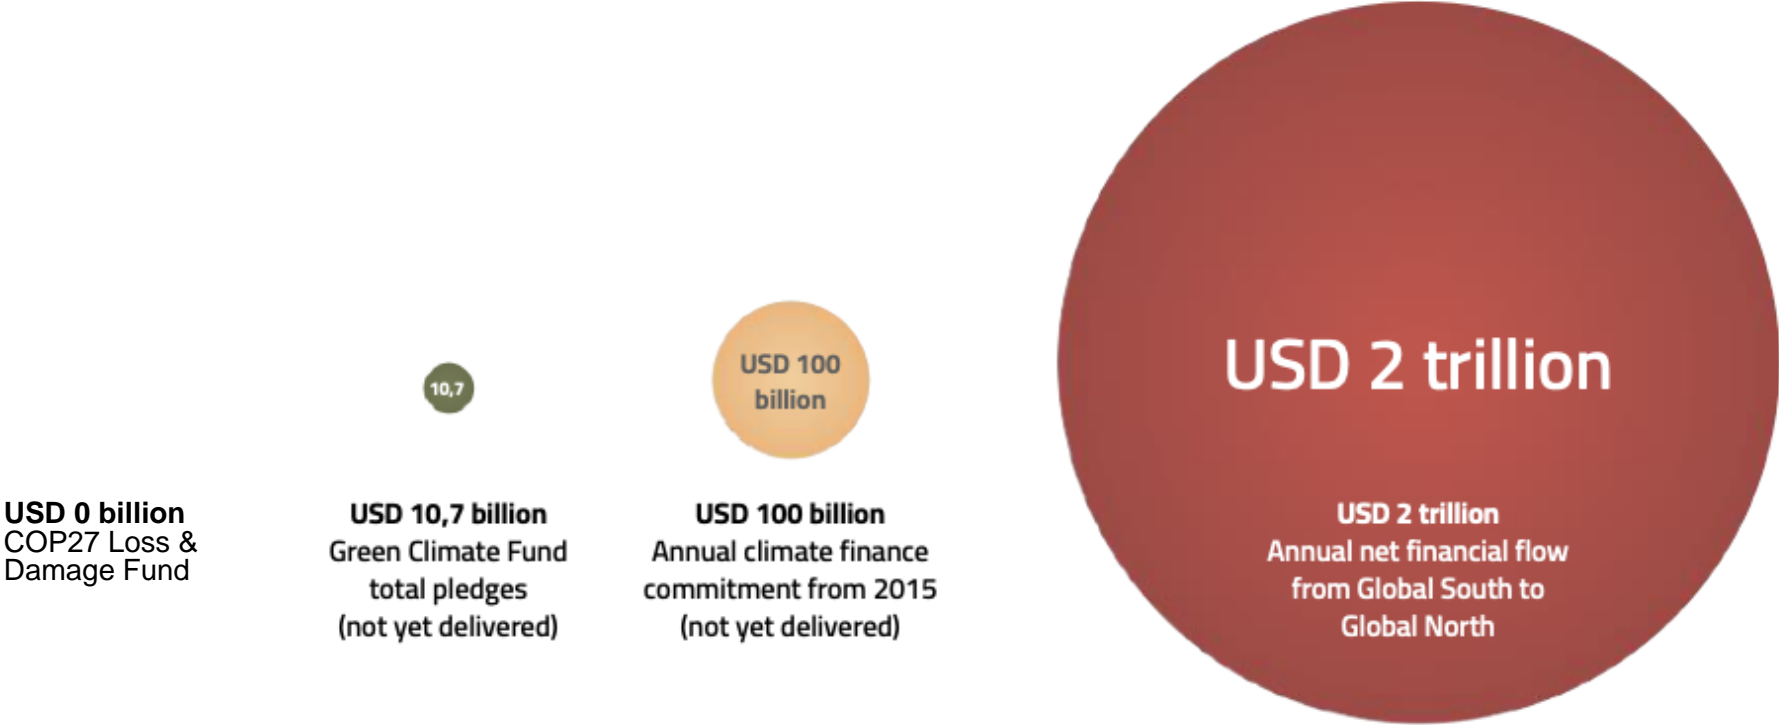 USD 0 billion
COP27 Loss &
Damage Fund
10,7
USD 10,7 billion
Green Climate Fund
total pledges
(not yet delivered)
USD 100
billion
USD 100 billion
Annual climate finance
commitment from 2015
(not yet delivered)
USD 2 trillion
USD 2 trillion
Annual net financial flow
from Global South to
Global North